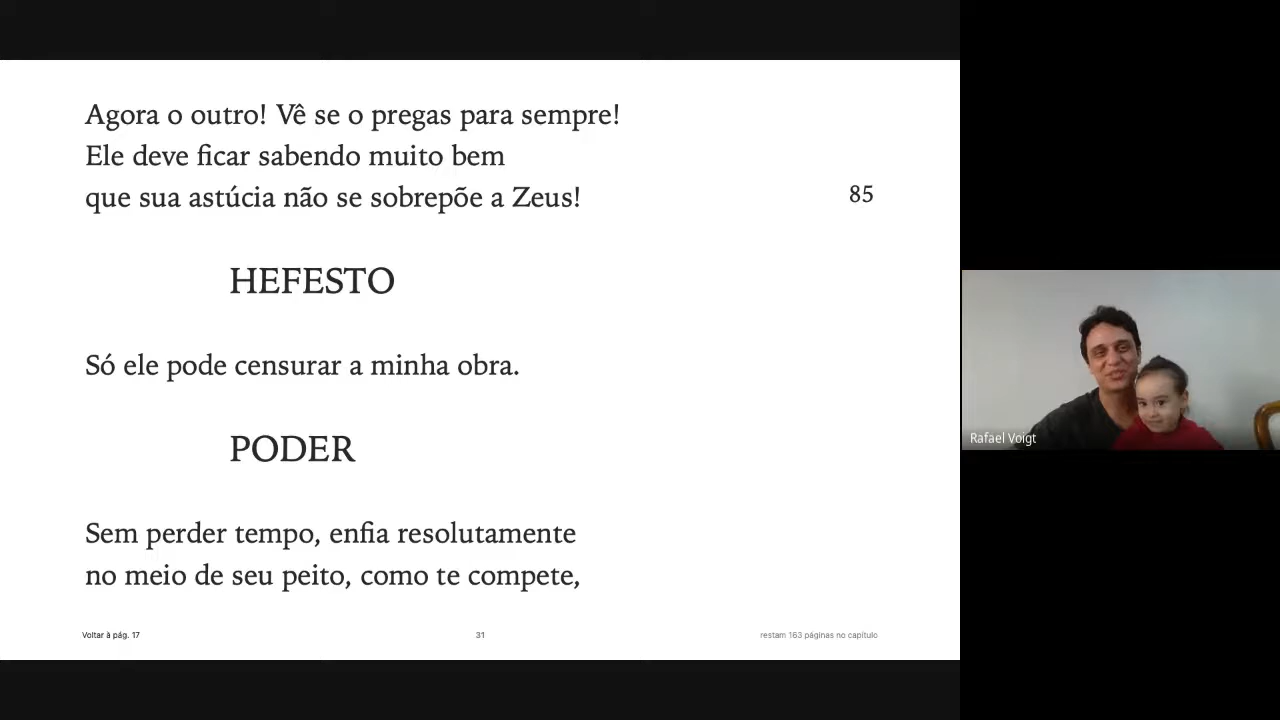 Agora o outro! Vê se o pregas para sempre!
Ele deve ficar sabendo muito bem
que sua astúcia não se sobrepõe a Zeus!
85
HEFESTO
Só ele pode censurar a minha obra.
PODER
Sem perder tempo, enfia resolutamente
no meio de seu peito, como te compete,
Voltar à pág. 17
31
restam 163 páginas no capítulo
Rafael Voigt